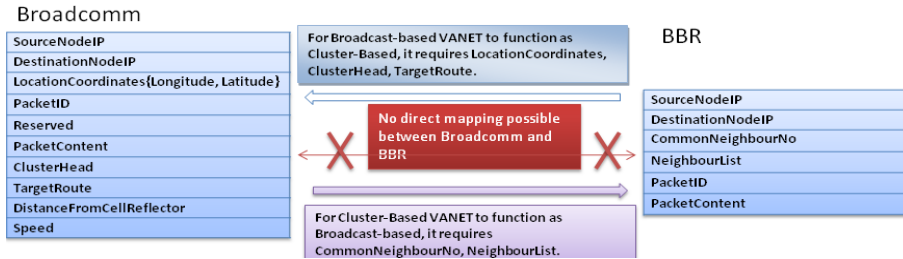 Broadcomm
SourceNodeIP
DestinationNodeIP
LocationCoordinates{Longitude, Latitude}
PacketID
Reserved
PacketContent
ClusterHead
TargetRoute
DistanceFromCellReflector
Speed
For Broadcast-based VANET to function as
Cluster-Based, it requires LocationCoordinates,
ClusterHead, TargetRoute.
No direct mapping possible
between Broadcomm and
BBR
For Cluster-Based VANET to function as
Broadcast-based, it requires
CommonNeighbourNo, NeighbourList.
BBR
SourceNodeIP
DestinationNodeIP
CommonNeighbourNo
NeighbourList
PacketID
PacketContent